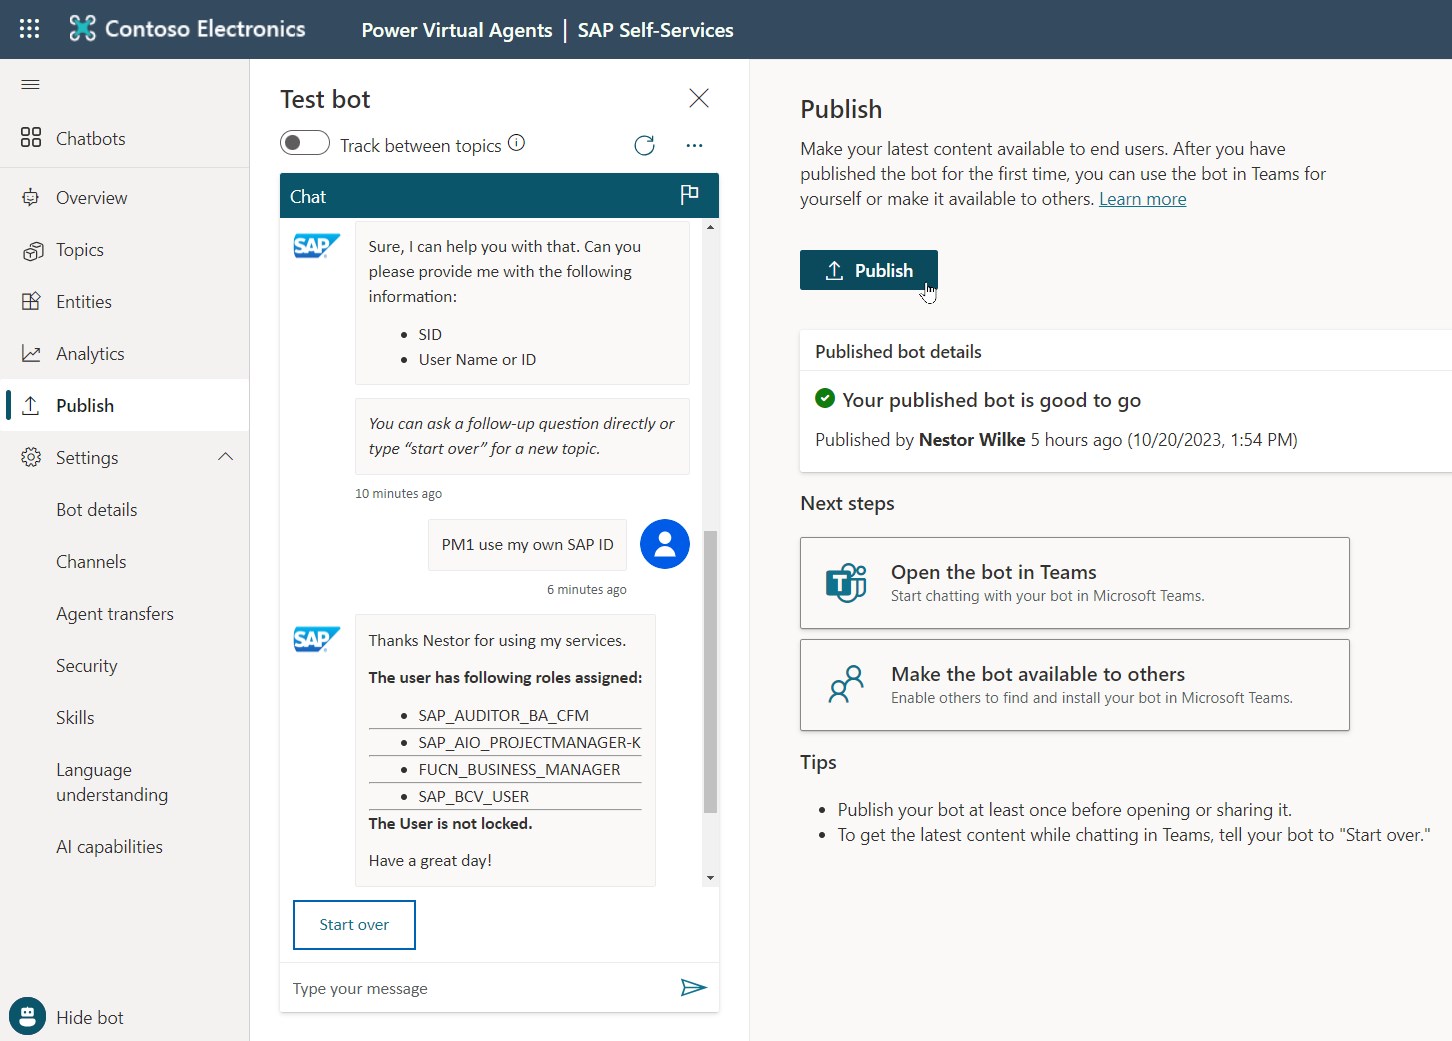 Contoso Electronics
Power Virtual Agents | SAP Self-Services
Chatbots
Overview
Topics
Entities
Analytics
Publish
Settings
Bot details
Channels
Agent transfers
Security
Skills
Language
understanding
AI capabilities
Hide bot
Test bot
Track between topics
Chat
SAP
Sure, I can help you with that. Can you
please provide me with the following
information:
• SID
• User Name or ID
You can ask a follow-up question directly or
type “start over” for a new topic.
10 minutes ago
PM1 use my own SAP ID
6 minutes ago
SAP
Thanks Nestor for using my services.
The user has following roles assigned:
• SAP_AUDITOR_BA_CFM
• SAP_AIO_PROJECTMANAGER-K
• FUCN_BUSINESS_MANAGER
• SAP_BCV_USER
The User is not locked.
Have a great day!
Start over
Type your message
Publish
Make your latest content available to end users. After you have
published the bot for the first time, you can use the bot in Teams for
yourself or make it available to others. Learn more
Publish
Published bot details
Your published bot is good to go
Published by Nestor Wilke 5 hours ago (10/20/2023, 1:54 PM)
Next steps
T
Open the bot in Teams
Start chatting with your bot in Microsoft Teams.
Make the bot available to others
Enable others to find and install your bot in Microsoft Teams.
Tips
• Publish your bot at least once before opening or sharing it.
• To get the latest content while chatting in Teams, tell your bot to "Start over."